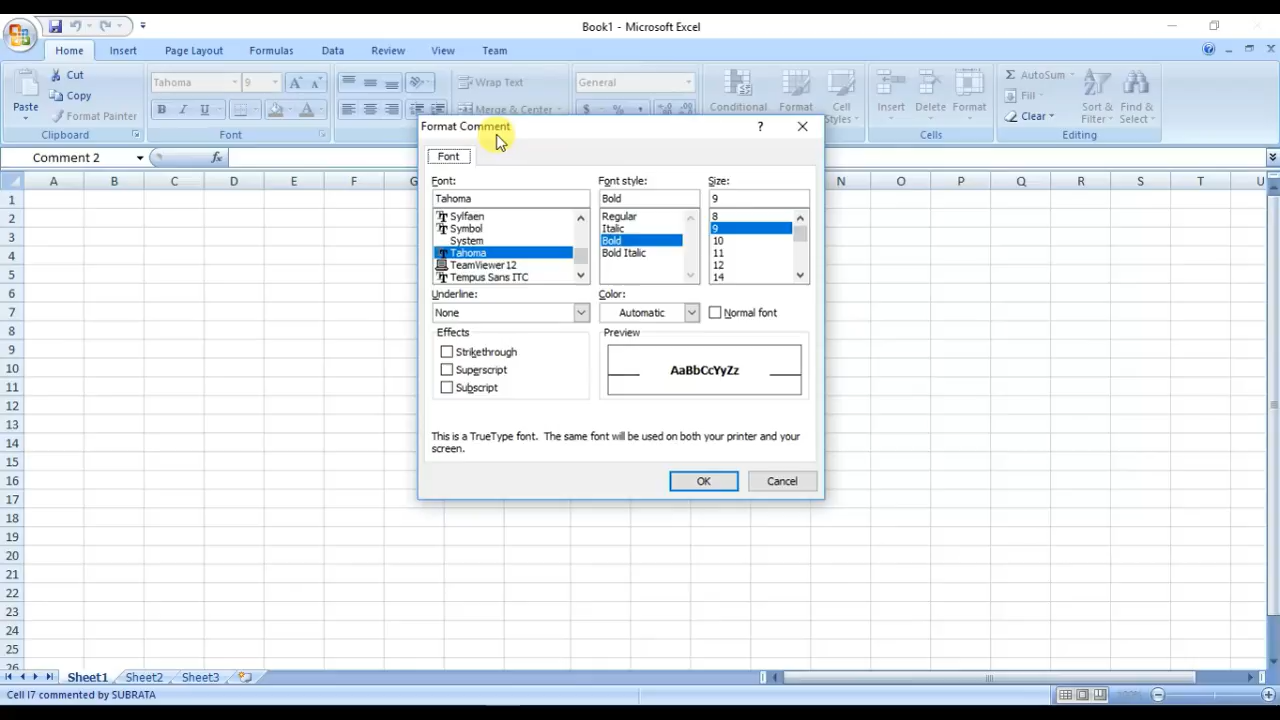 Book1 - Microsoft Excel
Home Insert Page Layout Formulas Data Review View Team
Cut
Copy
Format Painter
Paste
Clipboard
Tahoma 9
B I U
Font
Wrap Text
Merge & Center
General
$ % ,
Conditional
Format
Cell
Styles
Insert Delete Format
Cells
AutoSum
Fill
Clear
Sort & Filter
Find & Select
Editing
Comment 2
fx
A B C D E F G N O P Q R S T U
1
2
3
4
5
6
7
8
9
10
11
12
13
14
15
16
17
18
19
20
21
22
23
24
25
26
Format Comment
?
Font
Font:
Tahoma
Sylfaen
Symbol
System
Tahoma
TeamViewer12
Tempus Sans ITC
Font style:
Bold
Regular
Italic
Bold
Bold Italic
Size:
9
8
9
10
11
12
14
Underline:
None
Color:
Automatic
Normal font
Effects
Strikethrough
Superscript
Subscript
Preview
AaBbCcYyZz
This is a TrueType font. The same font will be used on both your printer and your
screen.
OK Cancel
Sheet1 Sheet2 Sheet3
Cell I7 commented by SUBRATA